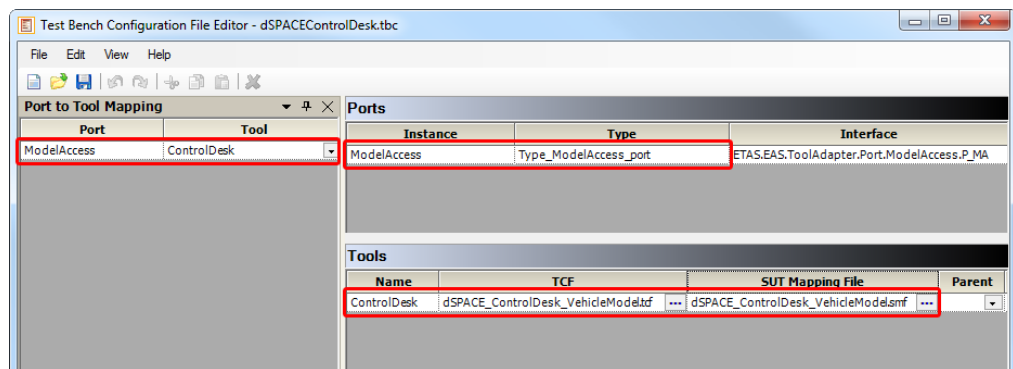 Test Bench Configuration File Editor - dSPACEControlDesk.tbc
File Edit View Help
Port to Tool Mapping
Port Tool
ModelAccess ControlDesk
Ports
Instance Type Interface
ModelAccess Type_ModelAccess_port ETAS.EAS.ToolAdapter.Port.ModelAccess.P_MA
Tools
Name TCF SUT Mapping File Parent
ControlDesk dSPACE_ControlDesk_VehicleModel.tcf ... dSPACE_ControlDesk_VehicleModel.smf ...